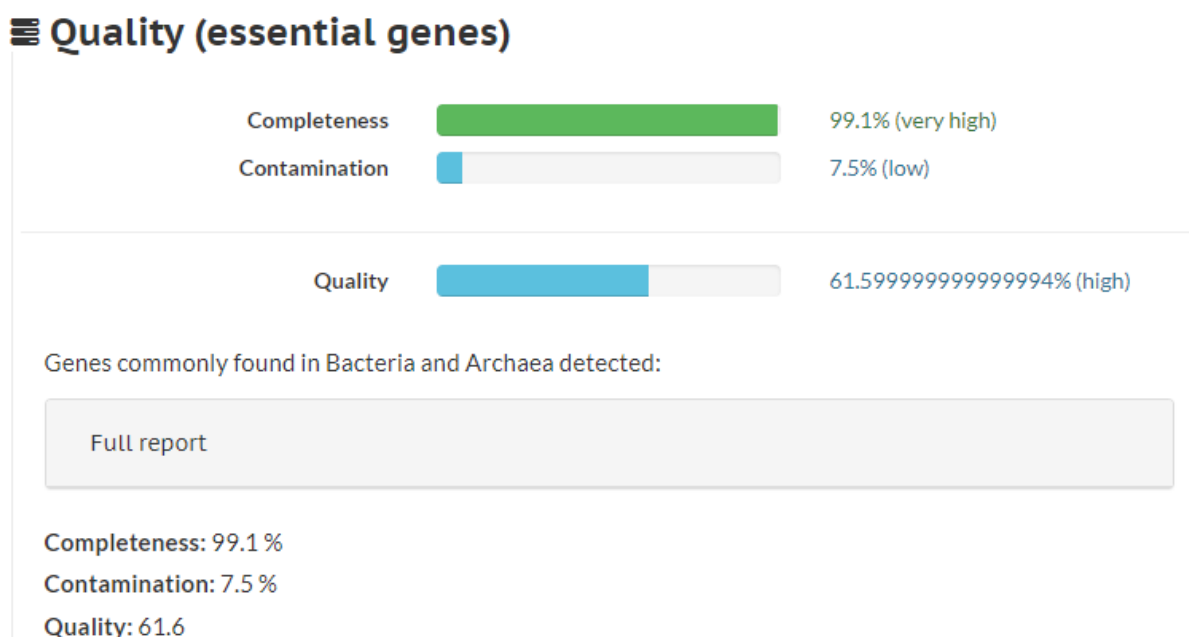 Quality (essential genes)
Completeness 99.1% (very high)
Contamination 7.5% (low)
Quality 61.599999999999994% (high)
Genes commonly found in Bacteria and Archaea detected:
Full report
Completeness: 99.1 %
Contamination: 7.5 %
Quality: 61.6